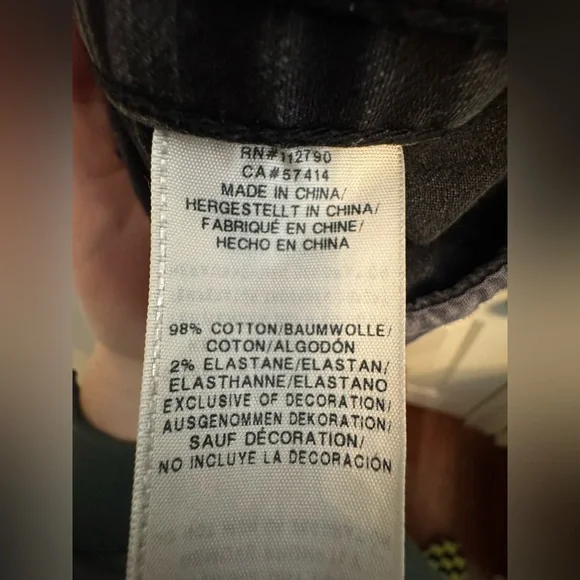 RN#112790
CA#57414
MADE IN CHINA/
HERGESTELLT IN CHINA/
FABRIQUÉ EN CHINE/
HECHO EN CHINA
98% COTTON/BAUMWOLLE/
COTON/ALGODÓN
2% ELASTANE/ELASTAN/
ELASTHANNE/ELASTANO
EXCLUSIVE OF DECORATION/
AUSGENOMMEN DEKORATION/
SAUF DÉCORATION/
NO INCLUYE LA DECORACIÓN